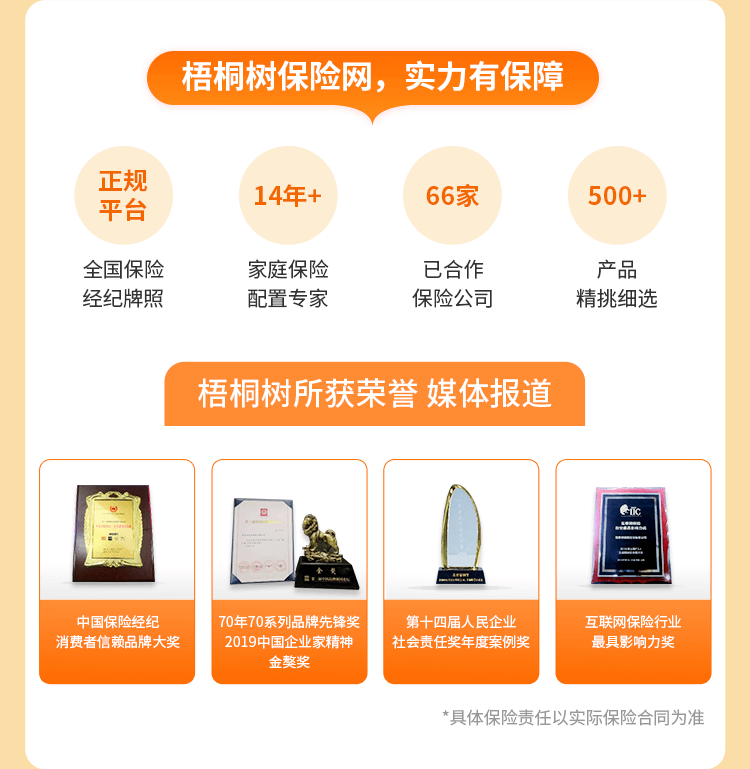 梧桐树保险网，实力有保障
正规
平台
14年+
66家
500+
全国保险
经纪牌照
家庭保险
配置专家
已合作
保险公司
产品
精挑细选
梧桐树所获荣誉 媒体报道
金奖
中国保险经纪
消费者信赖品牌大奖
70年70系列品牌先锋奖
2019中国企业家精神
金獒奖
第十四届人民企业
社会责任奖年度案例奖
互联网保险行业
最具影响力奖
*具体保险责任以实际保险合同为准